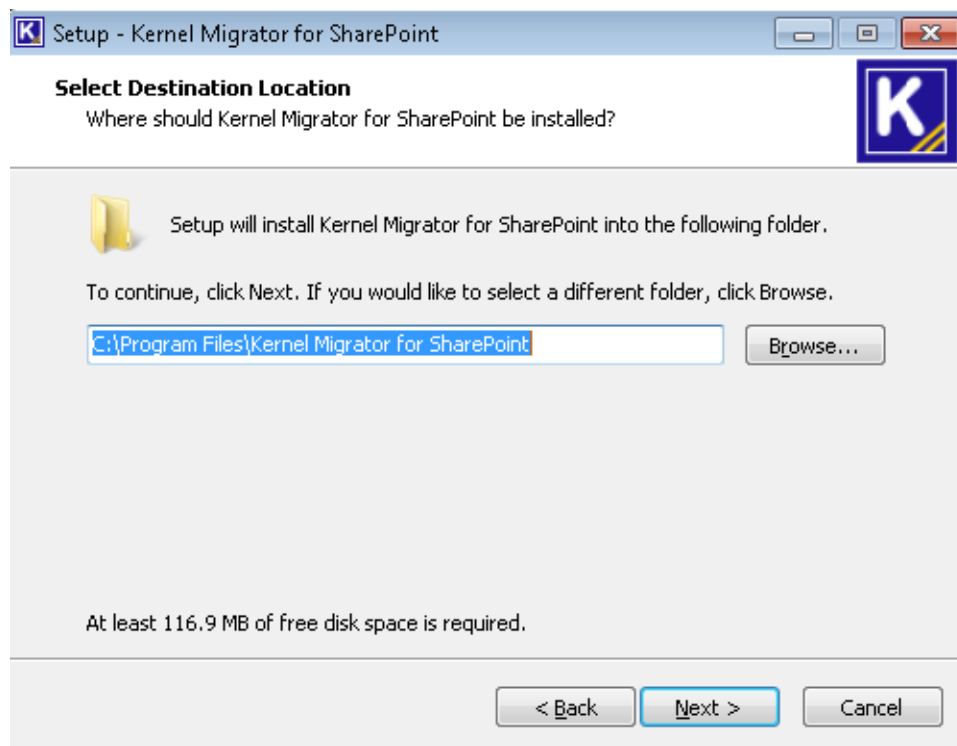 K Setup - Kernel Migrator for SharePoint
Select Destination Location
Where should Kernel Migrator for SharePoint be installed?
K
Setup will install Kernel Migrator for SharePoint into the following folder.
To continue, click Next. If you would like to select a different folder, click Browse.
C:\Program Files\Kernel Migrator for SharePoint
Browse...
At least 116.9 MB of free disk space is required.
< Back
Next >
Cancel